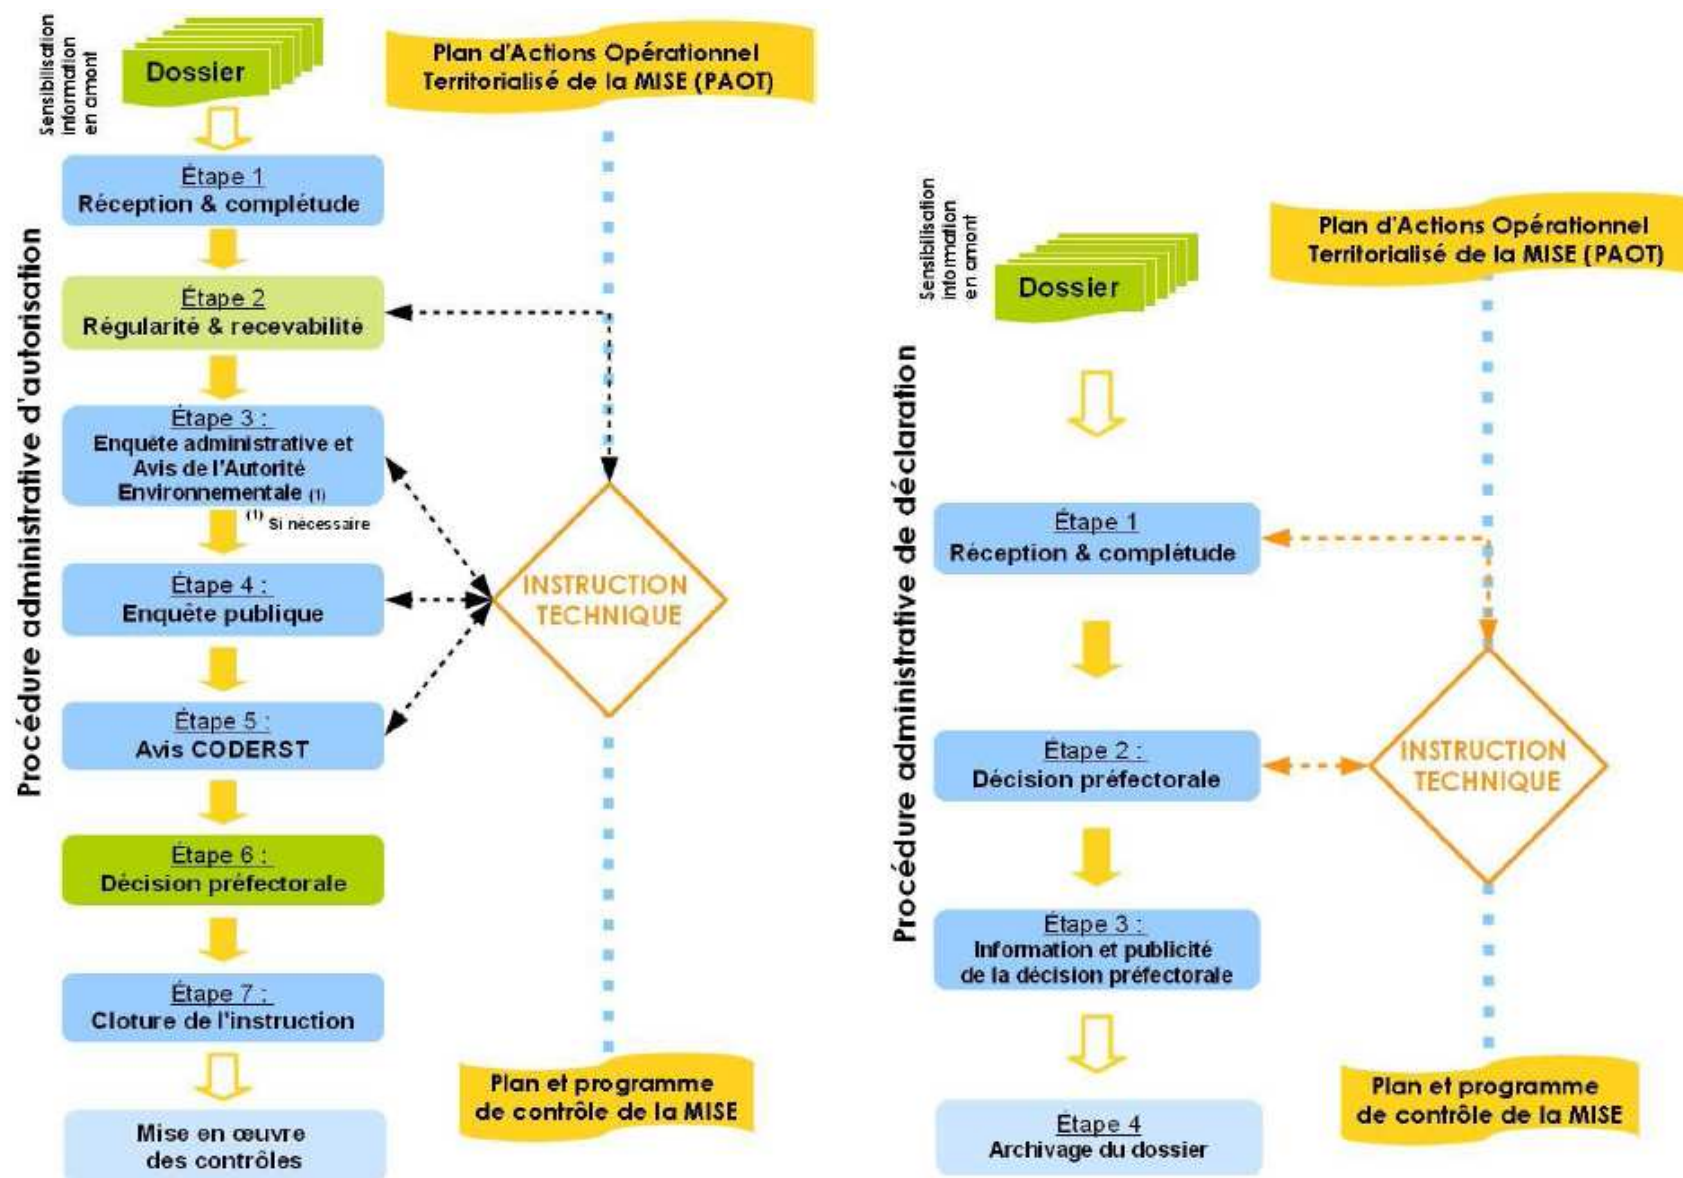 Procédure administrative d'autorisation
Sensibilisation
information
en amont
Dossier
Plan d'Actions Opérationnel
Territorialisé de la MISE (PAOT)
Étape 1
Réception & complétude
Étape 2
Régularité & recevabilité
Étape 3 :
Enquête administrative et
Avis de l'Autorité
Environnementale (1)
(1) Si nécessaire
Étape 4 :
Enquête publique
Étape 5 :
Avis CODERST
Étape 6 :
Décision préfectorale
Étape 7 :
Cloture de l'instruction
Mise en œuvre
des contrôles
INSTRUCTION
TECHNIQUE
Plan et programme
de contrôle de la MISE
Procédure administrative de déclaration
Sensibilisation
information
en amont
Dossier
Plan d'Actions Opérationnel
Territorialisé de la MISE (PAOT)
Étape 1
Réception & complétude
Étape 2 :
Décision préfectorale
Étape 3 :
Information et publicité
de la décision préfectorale
Étape 4
Archivage du dossier
INSTRUCTION
TECHNIQUE
Plan et programme
de contrôle de la MISE